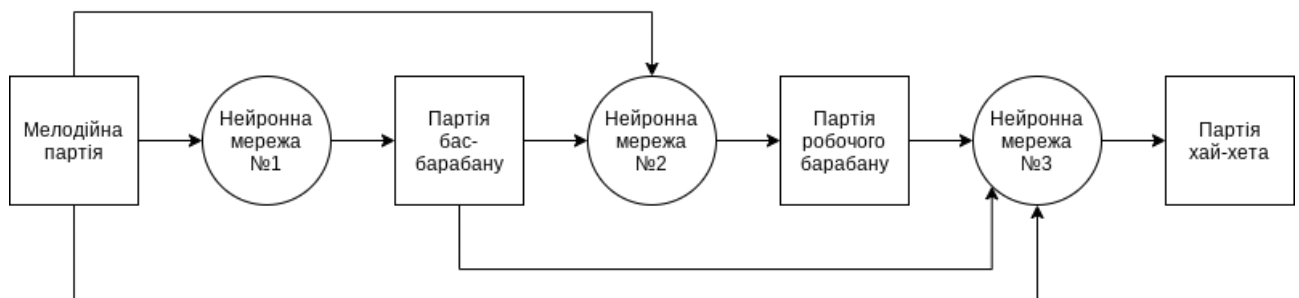 Мелодійна
партія
Нейронна
мережа
№1
Партія
бас-
барабану
Нейронна
мережа
№2
Партія
робочого
барабану
Нейронна
мережа
№3
Партія
хай-хета